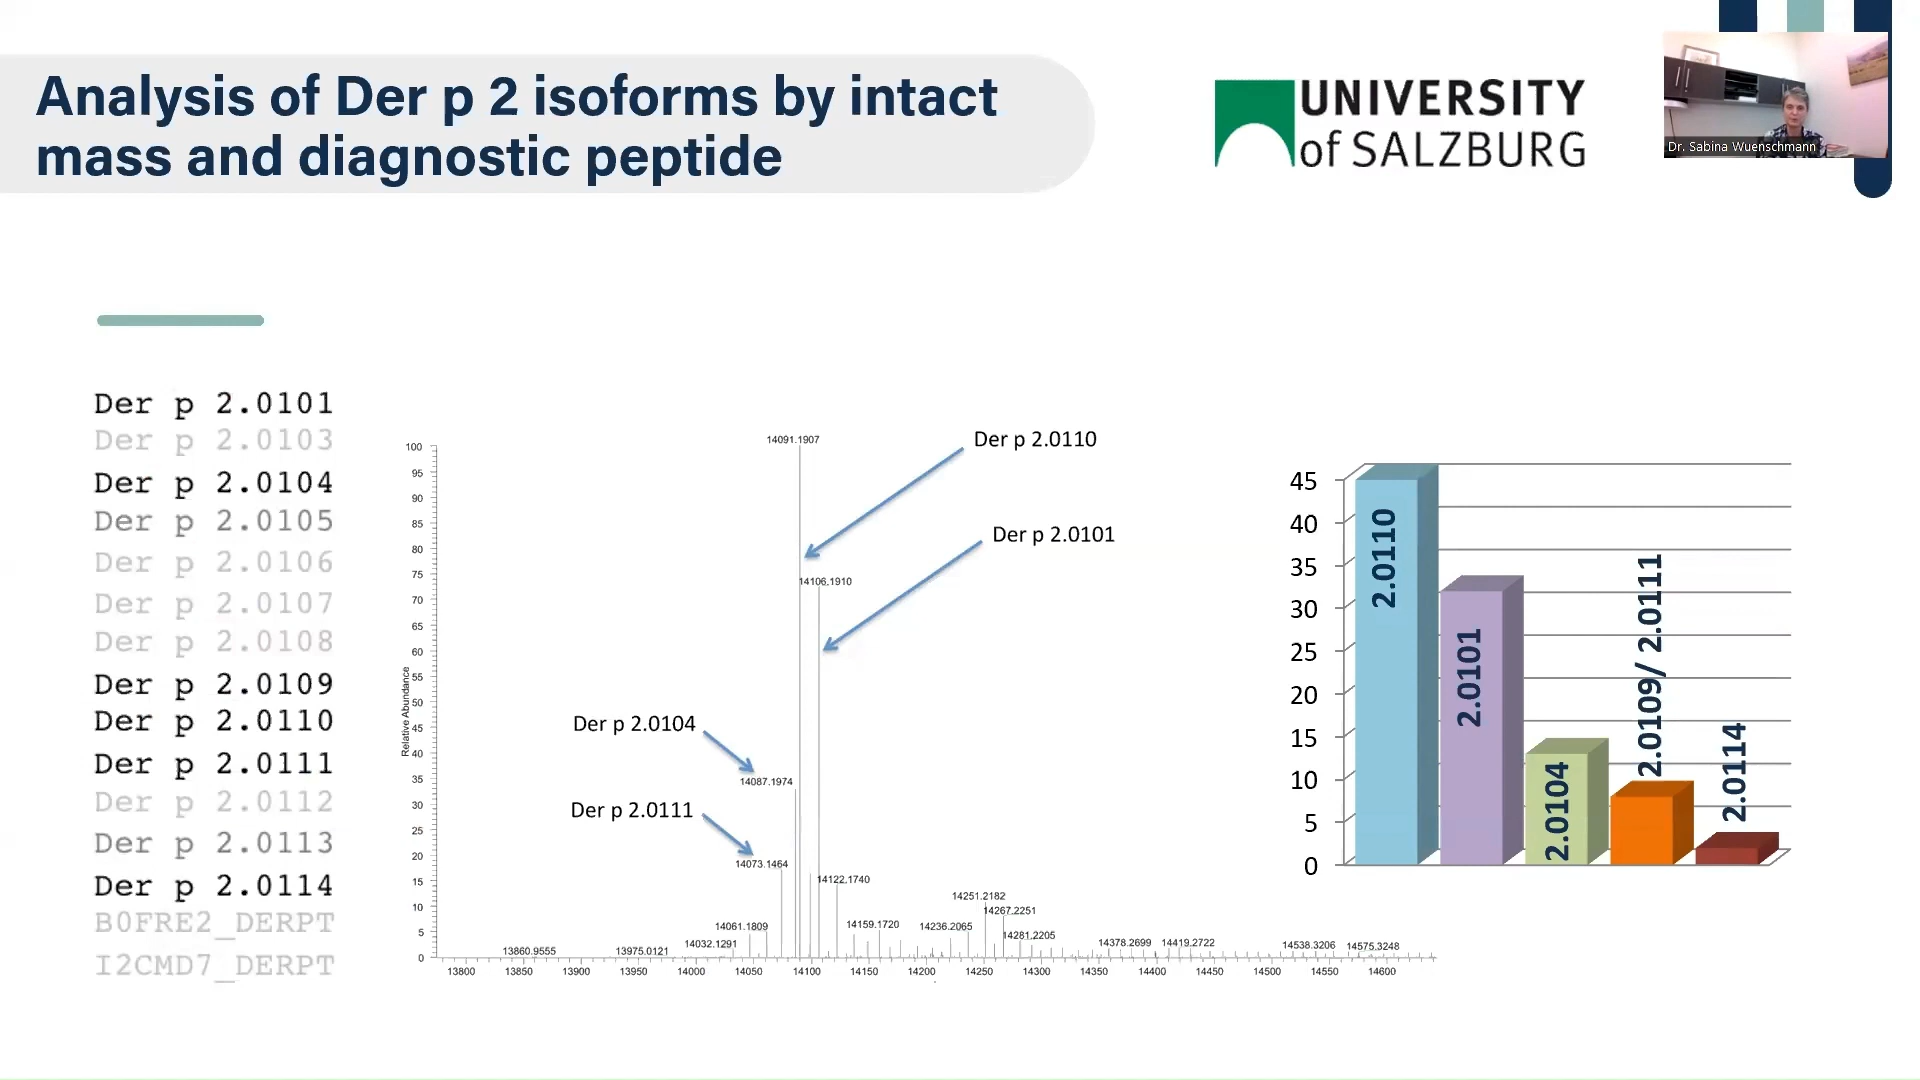 Analysis of Der p 2 isoforms by intact
mass and diagnostic peptide
UNIVERSITY
of SALZBURG
Dr. Sabina Wuenschmann
Der p 2.0101
Der p 2.0103
Der p 2.0104
Der p 2.0105
Der p 2.0106
Der p 2.0107
Der p 2.0108
Der p 2.0109
Der p 2.0110
Der p 2.0111
Der p 2.0112
Der p 2.0113
Der p 2.0114
B0FRE2_DERPT
I2CMD7_DERPT
Relative Abundance
100
95
90
85
80
75
70
65
60
55
50
45
40
35
30
25
20
15
10
5
0
14091.1907
Der p 2.0110
Der p 2.0101
14106.1910
Der p 2.0104
14087.1974
Der p 2.0111
14073.1464
14122.1740
14251.2182
14267.2251
14061.1809
14159.1720
14236.2065
14281.2205
13860.9555
13975.0121
14032.1291
14378.2699
14419.2722
14538.3206
14575.3248
13800
13850
13900
13950
14000
14050
14100
14150
14200
14250
14300
14350
14400
14450
14500
14550
14600
45
40
35
30
25
20
15
10
5
0
2.0110
2.0101
2.0104
2.0109/ 2.0111
2.0114